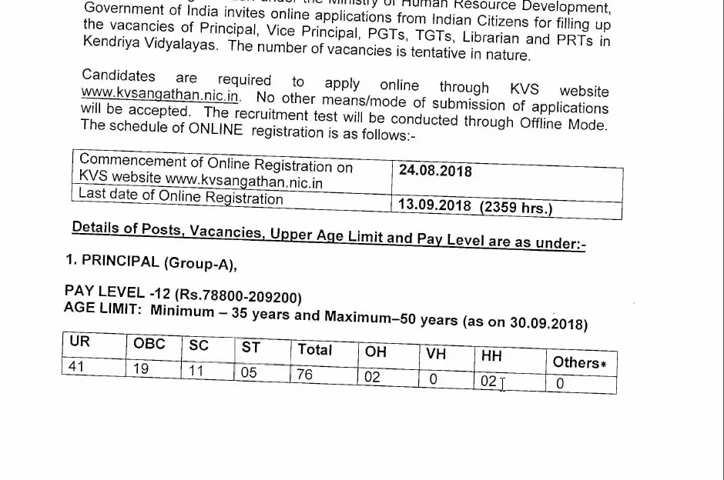 Ministry of Human Resource Development,
Government of India invites online applications from Indian Citizens for filling up
the vacancies of Principal, Vice Principal, PGTs, TGTs, Librarian and PRTs in
Kendriya Vidyalayas. The number of vacancies is tentative in nature.
Candidates are required to apply online through KVS website
www.kvsangathan.nic.in. No other means/mode of submission of applications
will be accepted. The recruitment test will be conducted through Offline Mode.
The schedule of ONLINE registration is as follows:-
Commencement of Online Registration on
KVS website www.kvsangathan.nic.in
24.08.2018
Last date of Online Registration
13.09.2018 (2359 hrs.)
Details of Posts, Vacancies, Upper Age Limit and Pay Level are as under:-
1. PRINCIPAL (Group-A),
PAY LEVEL -12 (Rs.78800-209200)
AGE LIMIT: Minimum – 35 years and Maximum–50 years (as on 30.09.2018)
UR OBC SC ST Total OH VH HH Others*
41 19 11 05 76 02 0 02 0